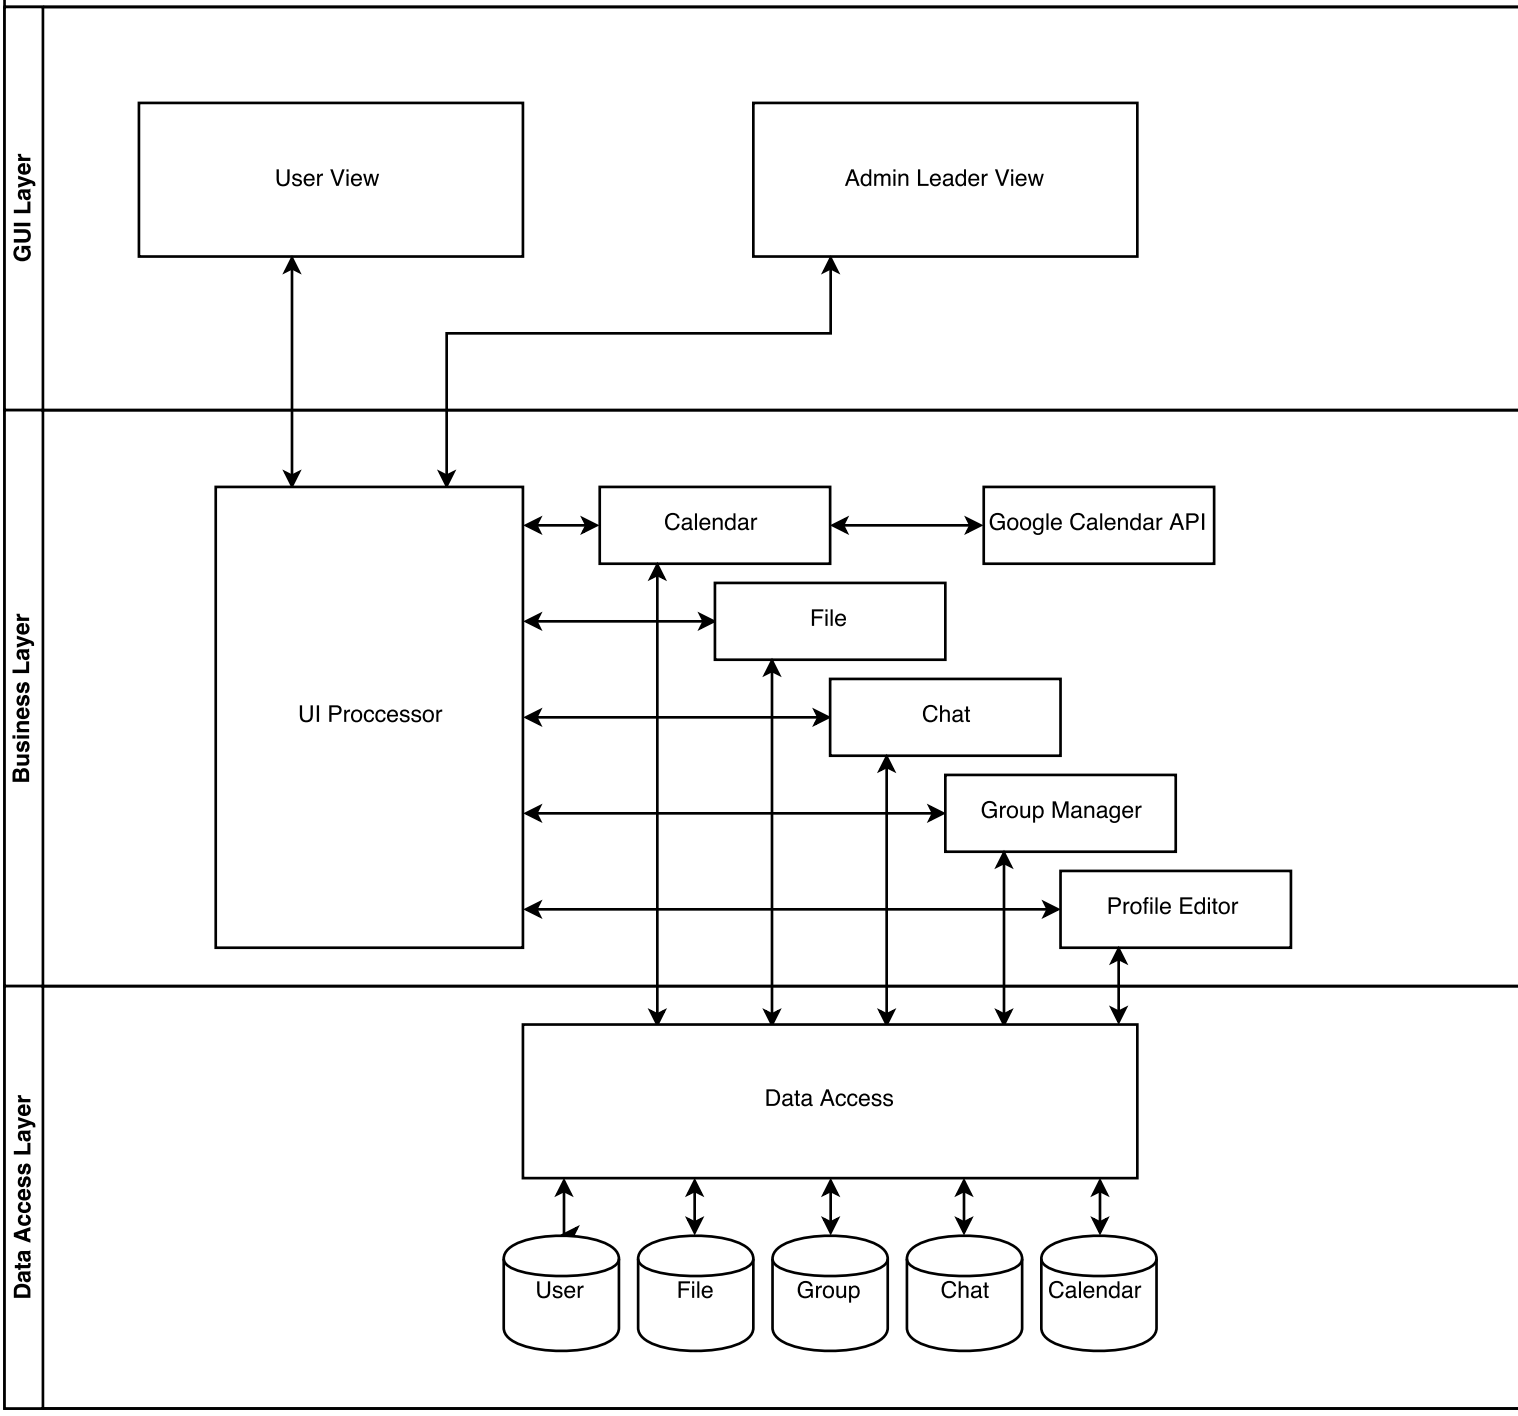 GUI Layer
User View
Admin Leader View
Business Layer
UI Proccessor
Calendar
Google Calendar API
File
Chat
Group Manager
Profile Editor
Data Access Layer
Data Access
User
File
Group
Chat
Calendar